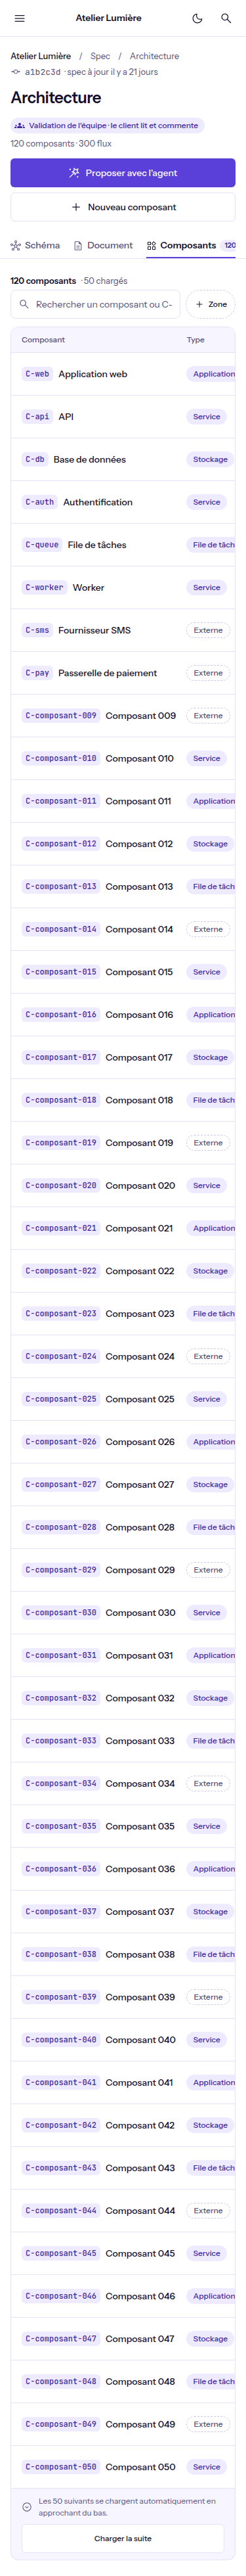 Atelier Lumière
Atelier Lumière / Spec / Architecture
a1b2c3d · spec à jour il y a 21 jours
Architecture
Validation de l'équipe · le client lit et commente
120 composants · 300 flux
Proposer avec l'agent
Nouveau composant
Schéma Document Composants 120
120 composants · 50 chargés
Rechercher un composant ou C-
Zone
Composant Type
C-web Application web Application
C-api API Service
C-db Base de données Stockage
C-auth Authentification Service
C-queue File de tâches File de tâch
C-worker Worker Service
C-sms Fournisseur SMS Externe
C-pay Passerelle de paiement Externe
C-composant-009 Composant 009 Externe
C-composant-010 Composant 010 Service
C-composant-011 Composant 011 Application
C-composant-012 Composant 012 Stockage
C-composant-013 Composant 013 File de tâch
C-composant-014 Composant 014 Externe
C-composant-015 Composant 015 Service
C-composant-016 Composant 016 Application
C-composant-017 Composant 017 Stockage
C-composant-018 Composant 018 File de tâch
C-composant-019 Composant 019 Externe
C-composant-020 Composant 020 Service
C-composant-021 Composant 021 Application
C-composant-022 Composant 022 Stockage
C-composant-023 Composant 023 File de tâch
C-composant-024 Composant 024 Externe
C-composant-025 Composant 025 Service
C-composant-026 Composant 026 Application
C-composant-027 Composant 027 Stockage
C-composant-028 Composant 028 File de tâch
C-composant-029 Composant 029 Externe
C-composant-030 Composant 030 Service
C-composant-031 Composant 031 Application
C-composant-032 Composant 032 Stockage
C-composant-033 Composant 033 File de tâch
C-composant-034 Composant 034 Externe
C-composant-035 Composant 035 Service
C-composant-036 Composant 036 Application
C-composant-037 Composant 037 Stockage
C-composant-038 Composant 038 File de tâch
C-composant-039 Composant 039 Externe
C-composant-040 Composant 040 Service
C-composant-041 Composant 041 Application
C-composant-042 Composant 042 Stockage
C-composant-043 Composant 043 File de tâch
C-composant-044 Composant 044 Externe
C-composant-045 Composant 045 Service
C-composant-046 Composant 046 Application
C-composant-047 Composant 047 Stockage
C-composant-048 Composant 048 File de tâch
C-composant-049 Composant 049 Externe
C-composant-050 Composant 050 Service
Les 50 suivants se chargent automatiquement en
approchant du bas.
Charger la suite